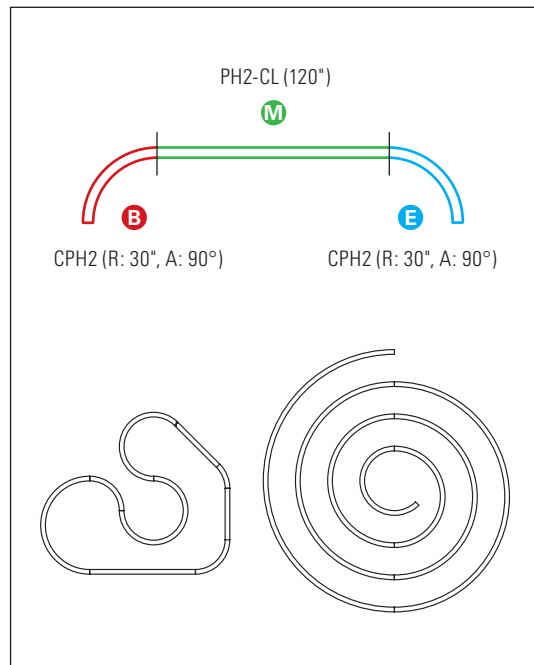 PH2-CL (120")
M
B
E
CPH2 (R: 30", A: 90°)
CPH2 (R: 30", A: 90°)